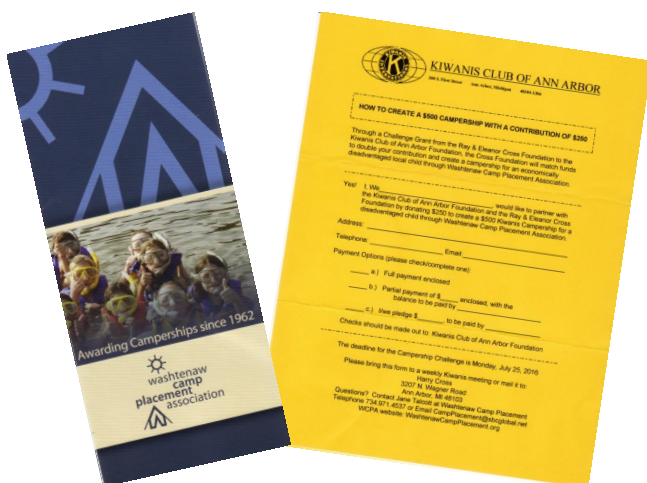 Awarding Camperships since 1962
washtenaw
camp
placement
association
KIWANIS CLUB OF ANN ARBOR
Ann Arbor, Michigan
HOW TO CREATE A $500 CAMPERSHIP WITH A CONTRIBUTION OF $250
Through a Challenge Grant from the Ray & Eleanor Cross Foundation to the
Kiwanis Club of Ann Arbor Foundation, the Cross Foundation will match funds
to double your contribution and create a campership for an economically
disadvantaged local child through Washtenaw Camp Placement Association.
Yes! I, We would like to partner with
the Kiwanis Club of Ann Arbor Foundation and the Ray & Eleanor Cross
Foundation by donating $250 to create a $500 Kiwanis Campership for a
disadvantaged child through Washtenaw Camp Placement Association.
Address:
Telephone: Email
Payment Options (please check/complete one)
a.) Full payment enclosed
b.) Partial payment of $ enclosed, with the
balance to be paid by
c.) I/we pledge $ , to be paid by
Checks should be made out to: Kiwanis Club of Ann Arbor Foundation
The deadline for the Campership Challenge is Monday, July 25, 2016
Please bring this form to a weekly Kiwanis meeting or mail it to:
Harry Cross
3207 N. Wagner Road
Ann Arbor, MI 48103
Questions? Contact Jane Talcott at Washtenaw Camp Placement
Telephone 734.971.4537 or Email CampPlacement@sbcglobal.net
WCPA website: WashtenawCampPlacement.org